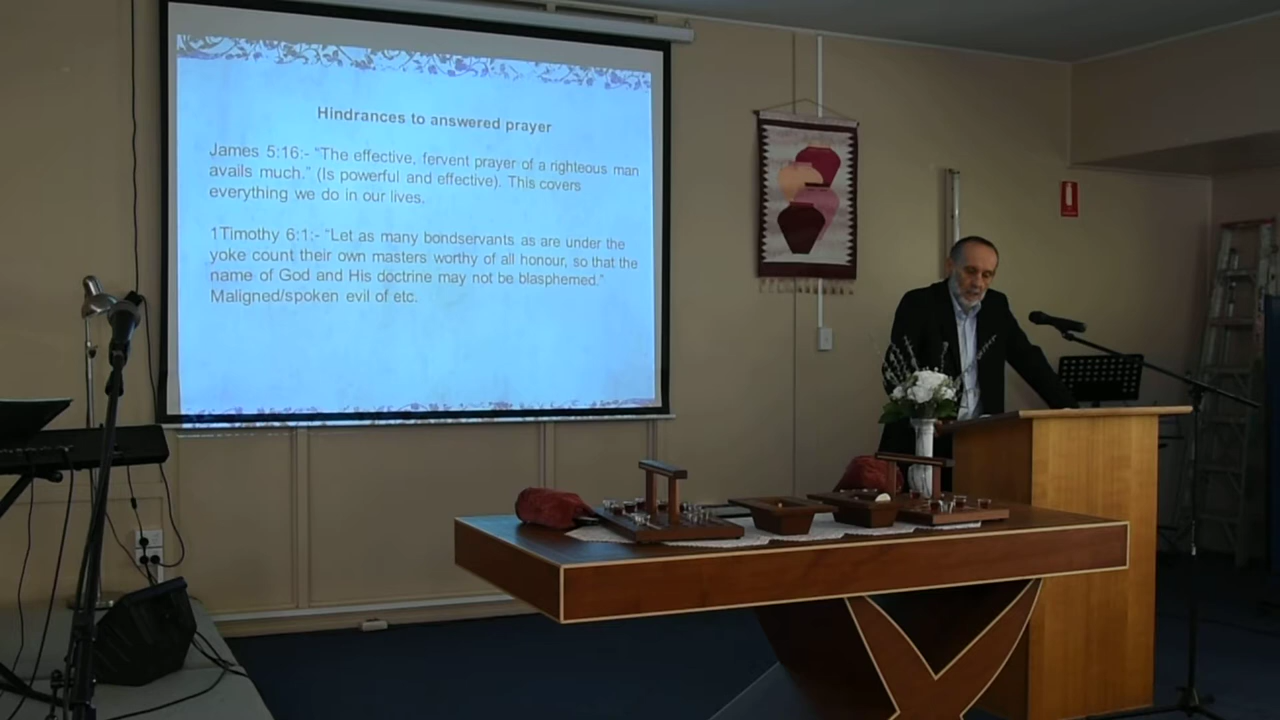 Hindrances to answered prayer
James 5:16:- "The effective, fervent prayer of a righteous man
avails much." (Is powerful and effective). This covers
everything we do in our lives.
1Timothy 6:1:- "Let as many bondservants as are under the
yoke count their own masters worthy of all honour, so that the
name of God and His doctrine may not be blasphemed."
Maligned/spoken evil of etc.